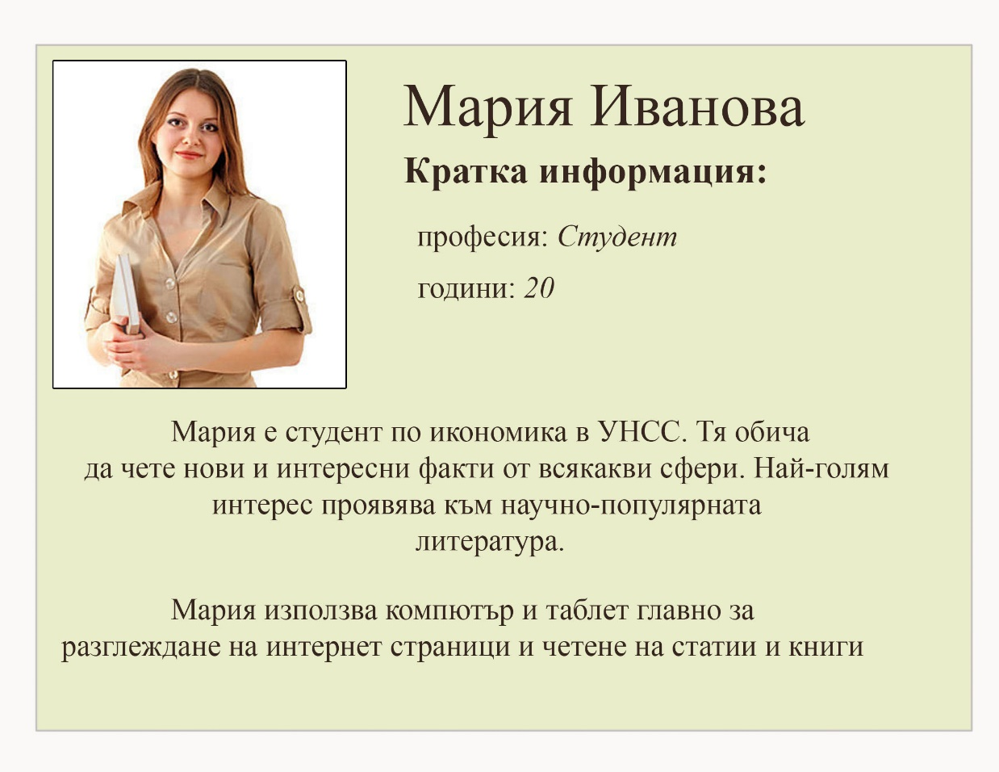 Мария Иванова
Кратка информация:
професия: Студент
години: 20
Мария е студент по икономика в УНСС. Тя обича
да чете нови и интересни факти от всякакви сфери. Най-голям
интерес проявява към научно-популярната
литература.
Мария използва компютър и таблет главно за
разглеждане на интернет страници и четене на статии и книги